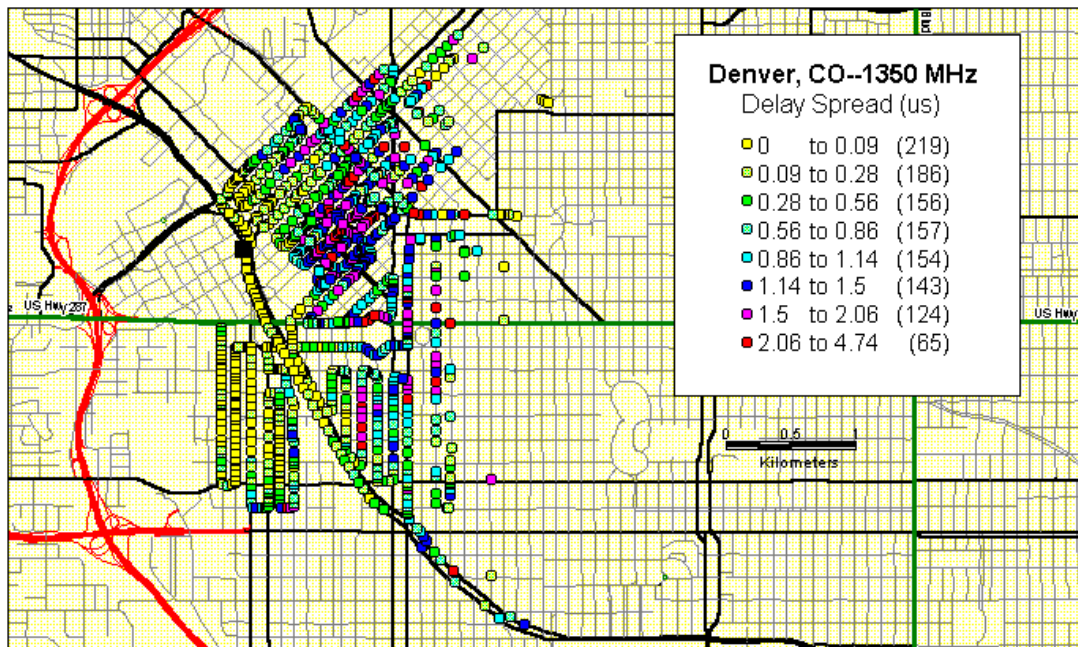 Denver, CO--1350 MHz
Delay Spread (us)
0 to 0.09 (219)
0.09 to 0.28 (186)
0.28 to 0.56 (156)
0.56 to 0.86 (157)
0.86 to 1.14 (154)
1.14 to 1.5 (143)
1.5 to 2.06 (124)
2.06 to 4.74 (65)
US Hwy 287
US Hw
0 0.5 1
Kilometers